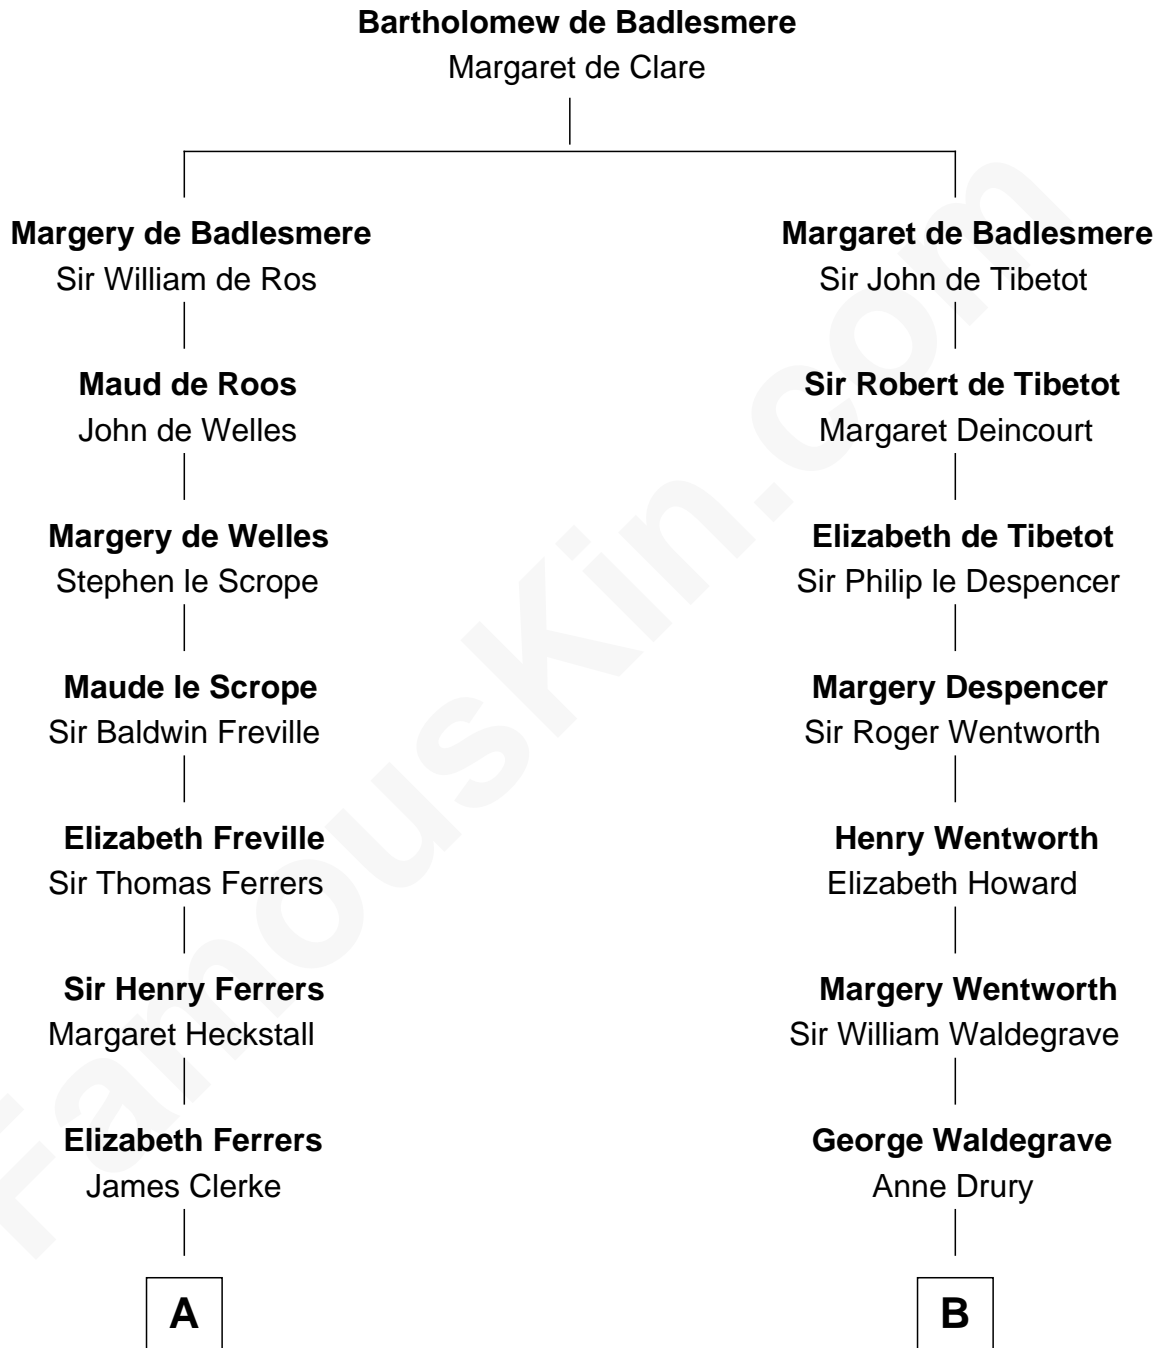 Bartholomew de Badlesmere
Margaret de Clare
Margery de Badlesmere
Sir William de Ros
Margaret de Badlesmere
Sir John de Tibetot
Maud de Roos
John de Welles
Sir Robert de Tibetot
Margaret Deincourt
Margery de Welles
Stephen le Scrope
Elizabeth de Tibetot
Sir Philip le Despencer
Maude le Scrope
Sir Baldwin Freville
Margery Despencer
Sir Roger Wentworth
Elizabeth Freville
Sir Thomas Ferrers
Henry Wentworth
Elizabeth Howard
Sir Henry Ferrers
Margaret Heckstall
Margery Wentworth
Sir William Waldegrave
Elizabeth Ferrers
James Clerke
George Waldegrave
Anne Drury
A
B
FamousKin.com